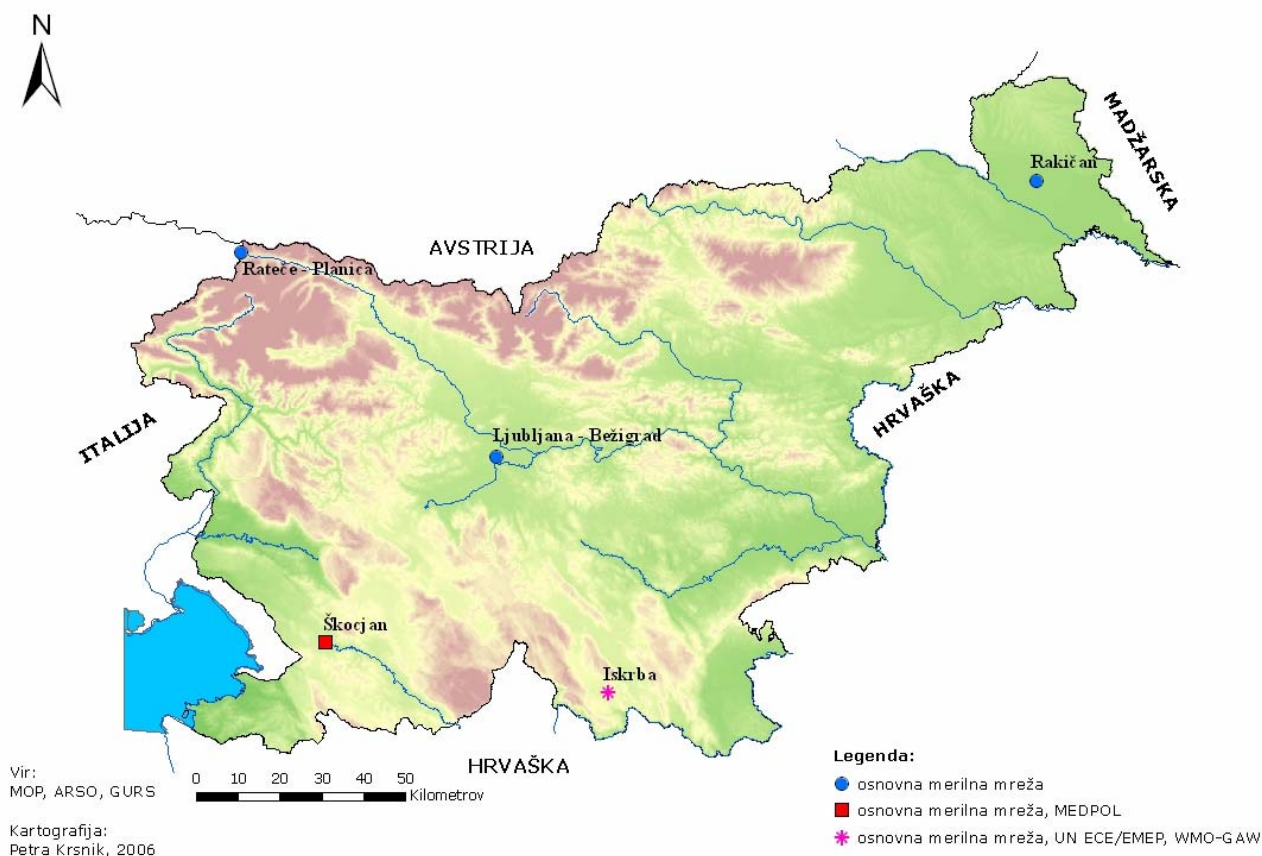 N
MADŽARSKA
Rakičan
AVSTRIJA
Rateče - Planica
ITALIJA
HRVAŠKA
Ljubljana - Bežigrad
Škocjan
Iskrba
HRVAŠKA
Vir:
MOP, ARSO, GURS
0 10 20 30 40 50
Kilometrov
Kartografija:
Petra Krsnik, 2006
Legenda:
osnovna merilna mreža
osnovna merilna mreža, MEDPOL
osnovna merilna mreža, UN ECE/EMEP, WMO-GAW